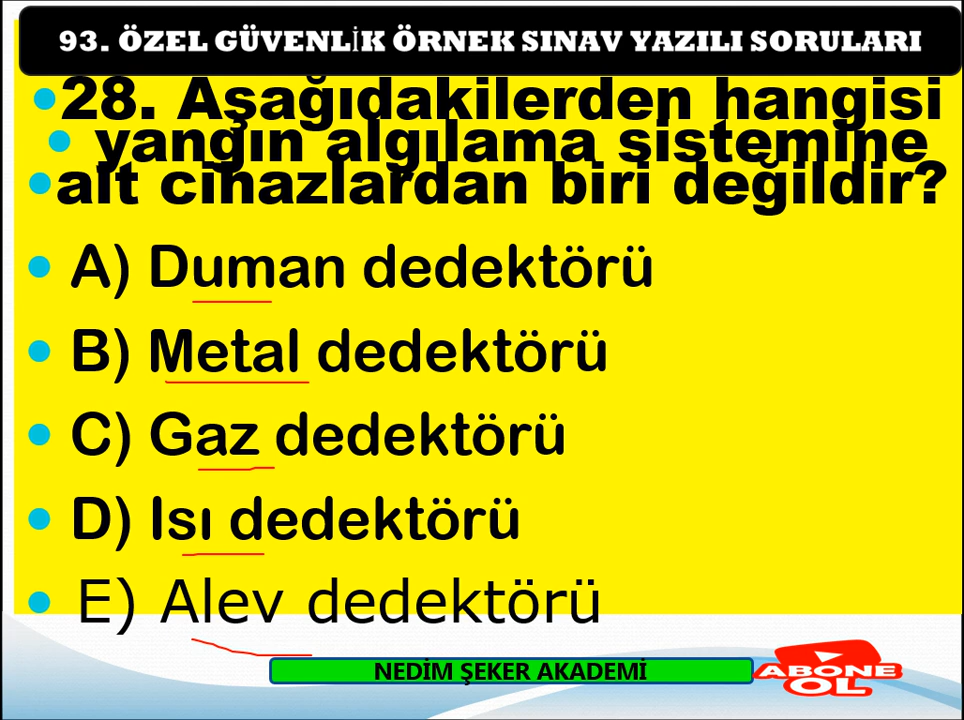 93. ÖZEL GÜVENLİK ÖRNEK SINAV YAZILI SORULARI
28. Aşağıdakilerden hangisi
yangın algılama sistemine
ait cihazlardan biri değildir?
A) Duman dedektörü
B) Metal dedektörü
C) Gaz dedektörü
D) Isı dedektörü
E) Alev dedektörü
NEDİM ŞEKER AKADEMİ
ABONE
OL